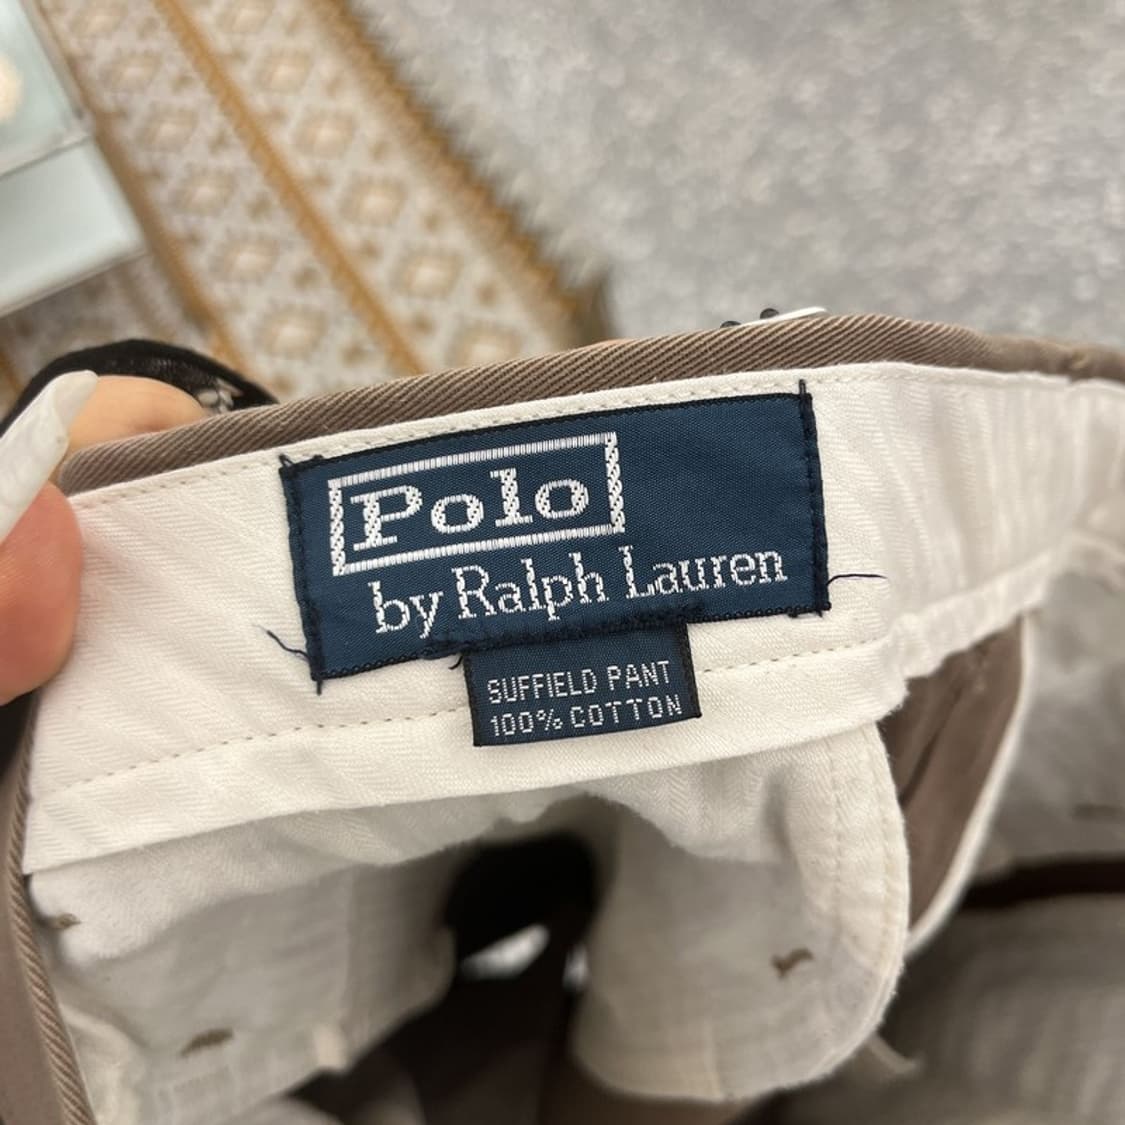 Polo
by Ralph Lauren
SUFFIELD PANT
100% COTTON